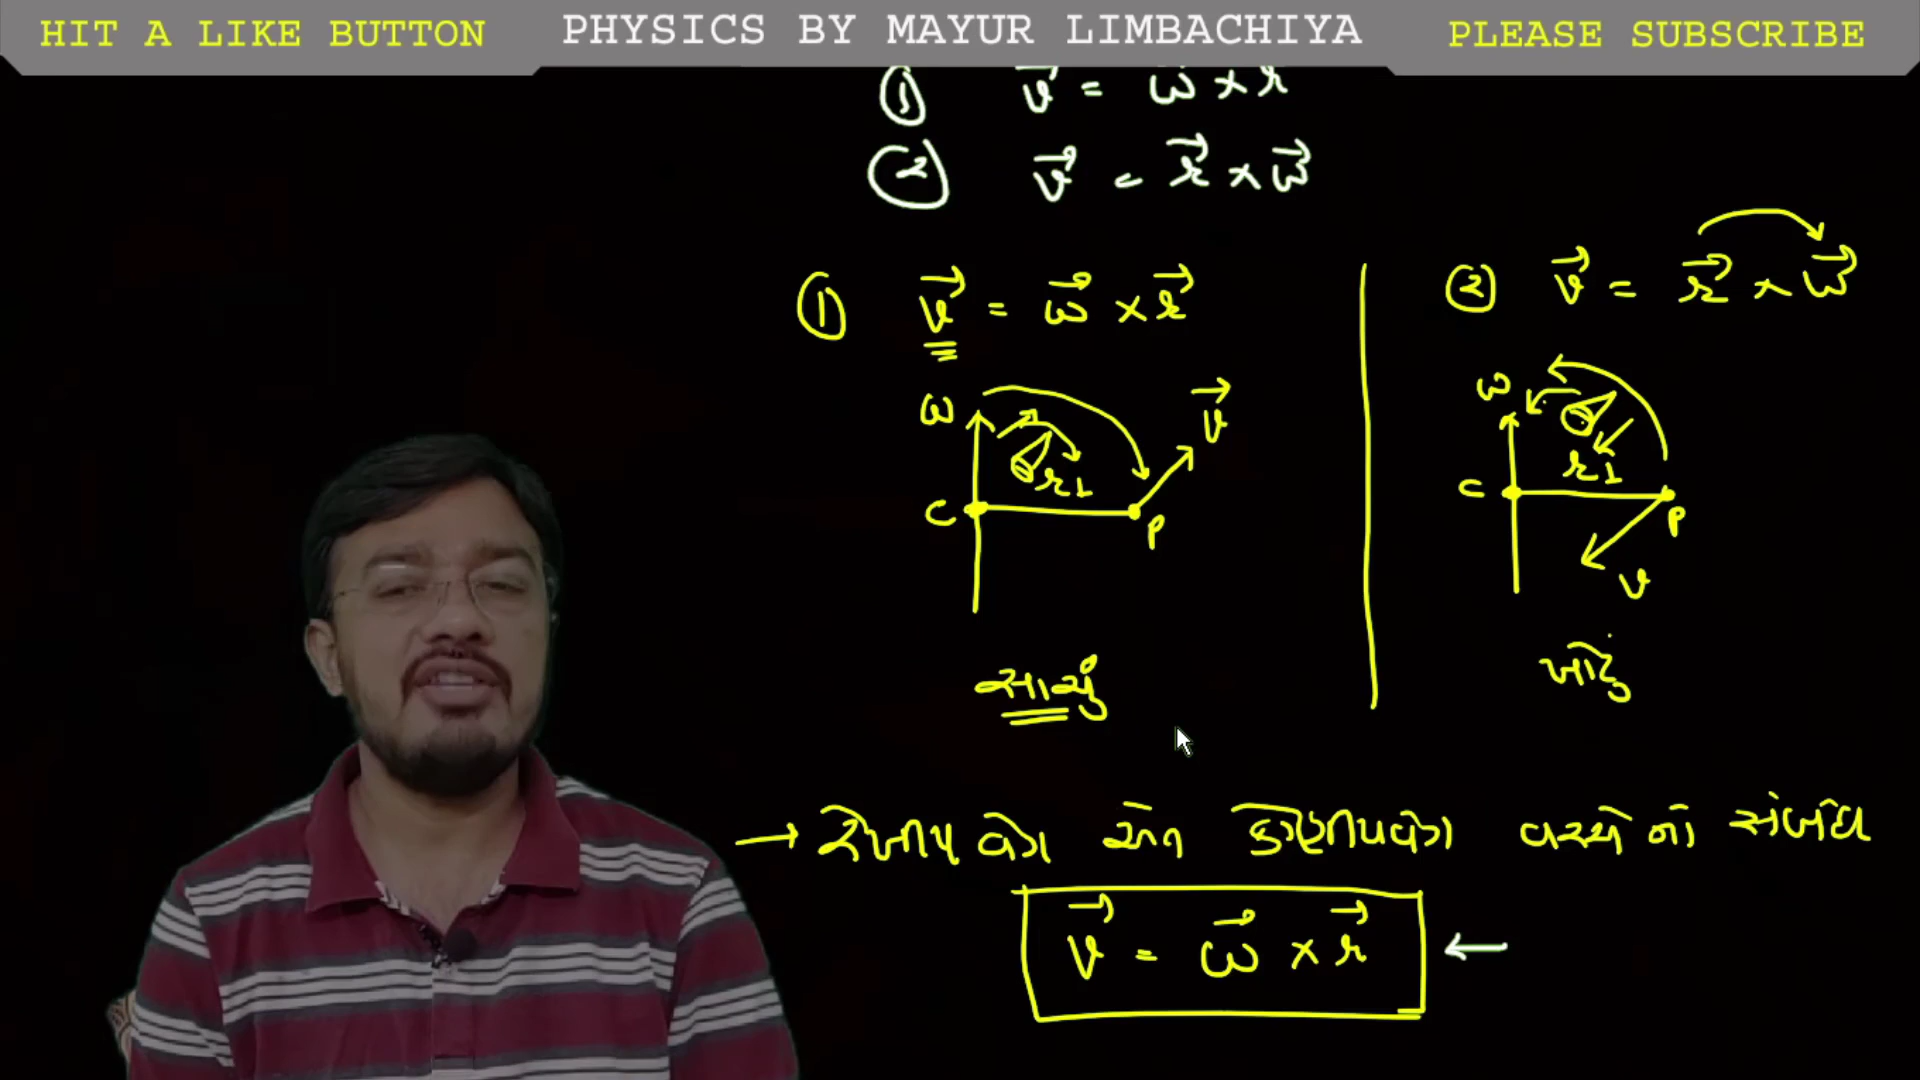 HIT A LIKE BUTTON
PHYSICS BY MAYUR LIMBACHIYA
PLEASE SUBSCRIBE
① v⃗ = ω⃗ × r⃗
② v⃗ = r⃗ × ω⃗
① v⃗ = ω⃗ × r⃗
ω
v⃗
r⊥
C
P
સાચું
② v⃗ = r⃗ × ω⃗
ω
r⊥
C
P
v
ખોટું
→ રેખીય વેગ અને કોણીય વેગ વચ્ચેનો સંબંધ
v⃗ = ω⃗ × r⃗ ←